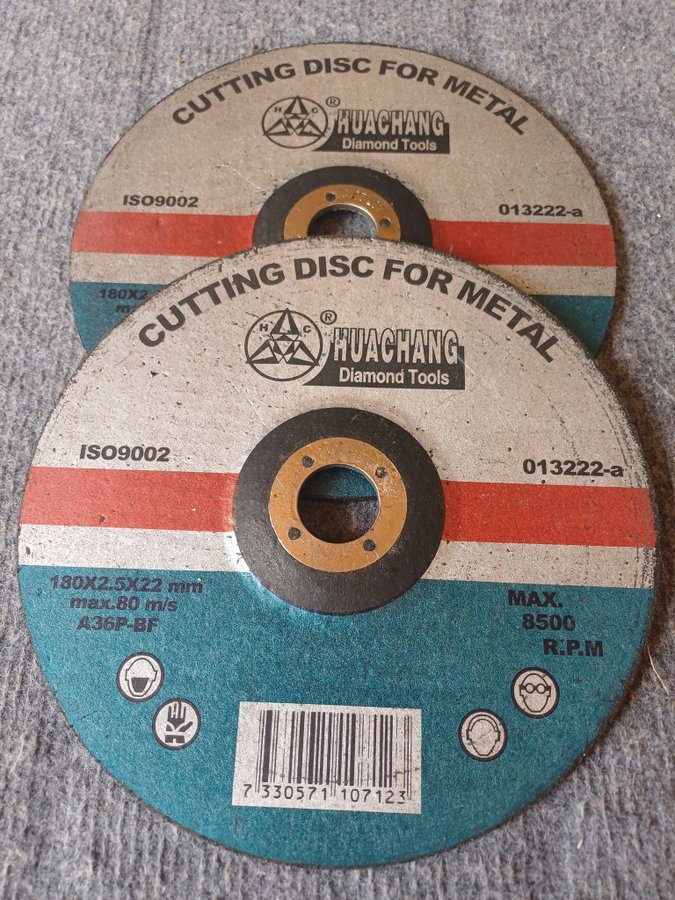 CUTTING DISC FOR METAL
H C ®
HUACHANG
Diamond Tools
ISO9002
013222-a
180X2
CUTTING DISC FOR METAL
H C ®
HUACHANG
Diamond Tools
ISO9002
013222-a
180X2.5X22 mm
max.80 m/s
A36P-BF
MAX.
8500
R.P.M
7 330571 107123